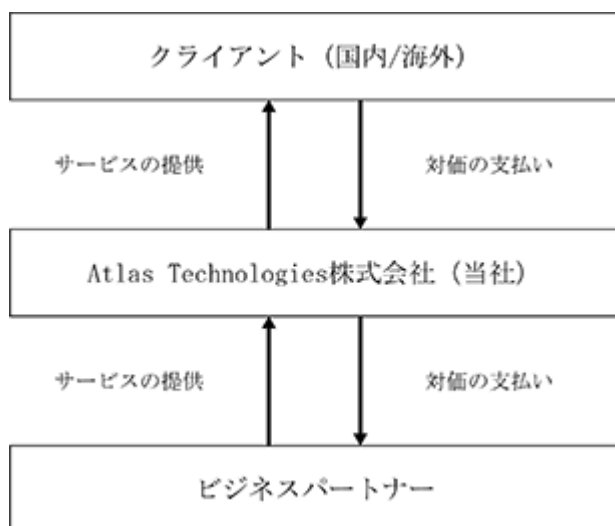 クライアント（国内/海外）
サービスの提供
対価の支払い
Atlas Technologies株式会社（当社）
サービスの提供
対価の支払い
ビジネスパートナー